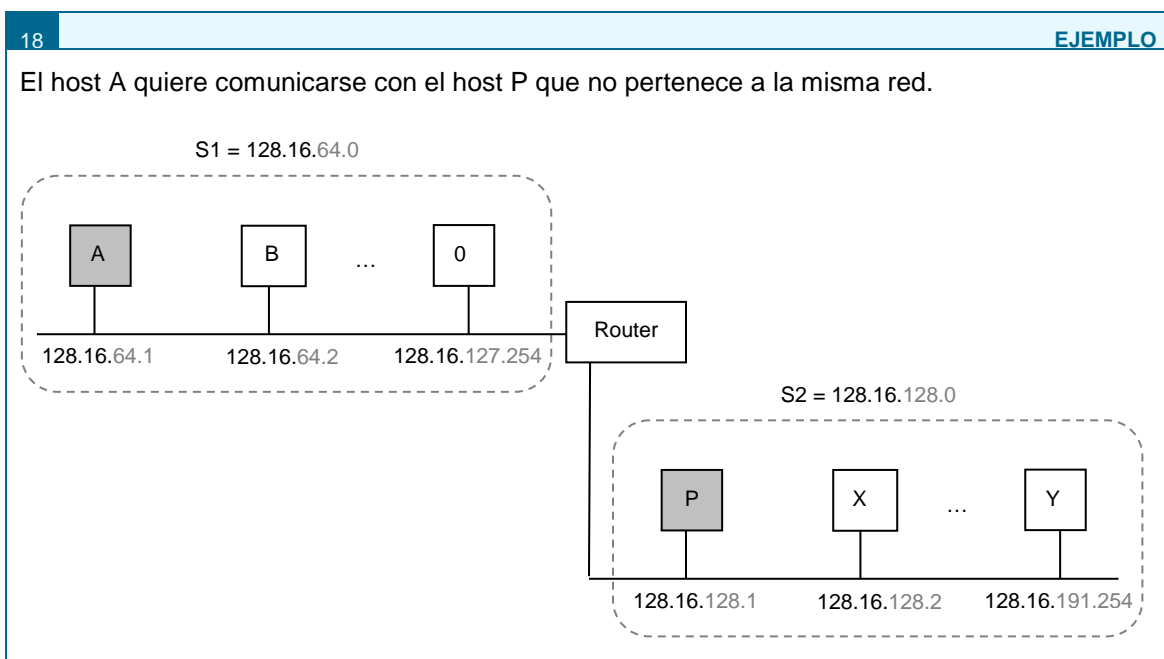 18 EJEMPLO
El host A quiere comunicarse con el host P que no pertenece a la misma red.
S1 = 128.16.64.0
A B ... 0
Router
128.16.64.1 128.16.64.2 128.16.127.254
S2 = 128.16.128.0
P X ... Y
128.16.128.1 128.16.128.2 128.16.191.254